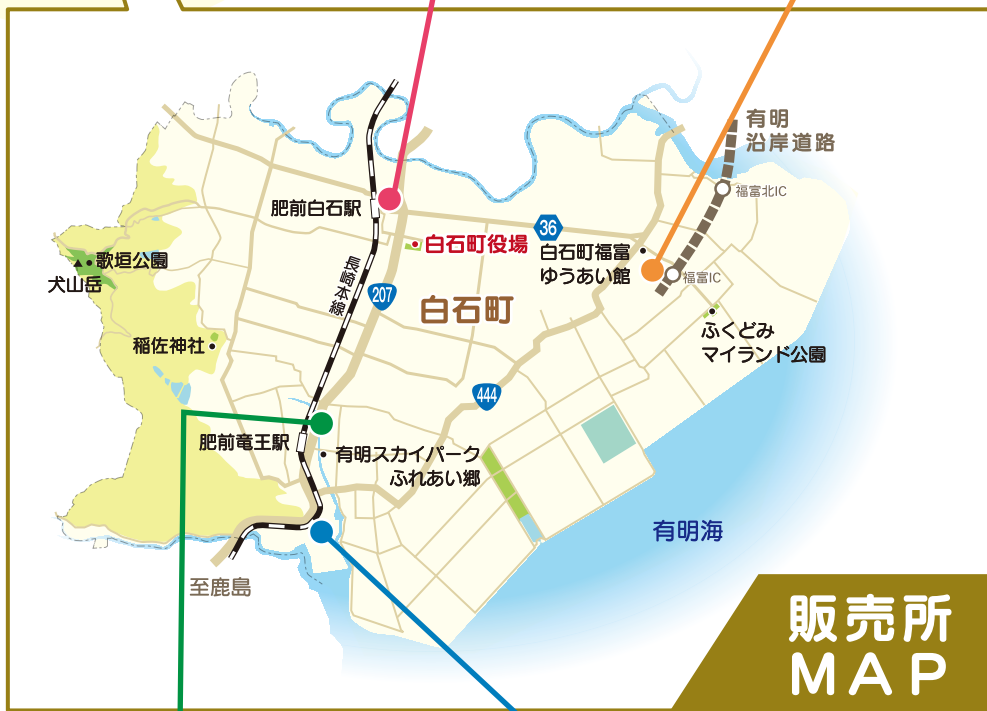 有明
沿岸道路
福富北IC
肥前白石駅
36
白石町役場
白石町福富
ゆうあい館
歌垣公園
犬山岳
長崎本線
207
福富IC
白石町
稲佐神社
ふくどみ
マイランド公園
444
肥前竜王駅
有明スカイパーク
ふれあい郷
有明海
至鹿島
販売所
MAP